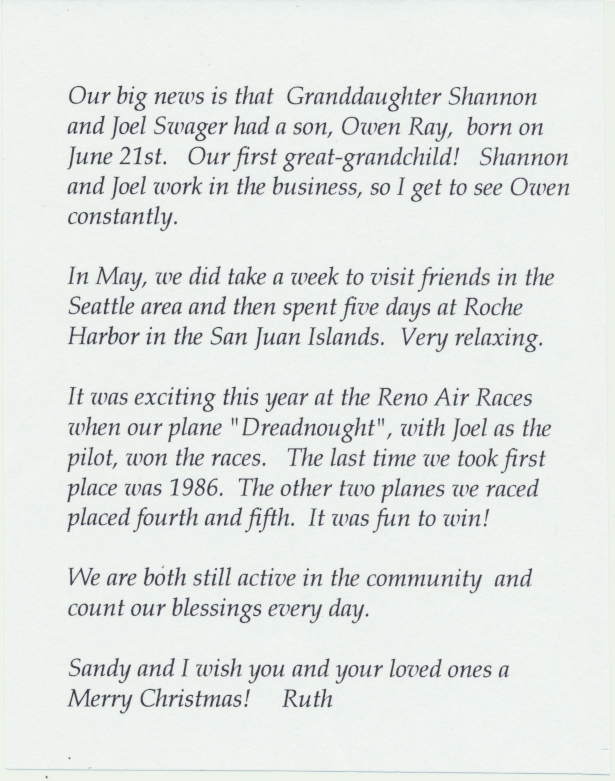 Our big news is that Granddaughter Shannon
and Joel Swager had a son, Owen Ray, born on
June 21st. Our first great-grandchild! Shannon
and Joel work in the business, so I get to see Owen
constantly.
In May, we did take a week to visit friends in the
Seattle area and then spent five days at Roche
Harbor in the San Juan Islands. Very relaxing.
It was exciting this year at the Reno Air Races
when our plane "Dreadnought", with Joel as the
pilot, won the races. The last time we took first
place was 1986. The other two planes we raced
placed fourth and fifth. It was fun to win!
We are both still active in the community and
count our blessings every day.
Sandy and I wish you and your loved ones a
Merry Christmas! Ruth